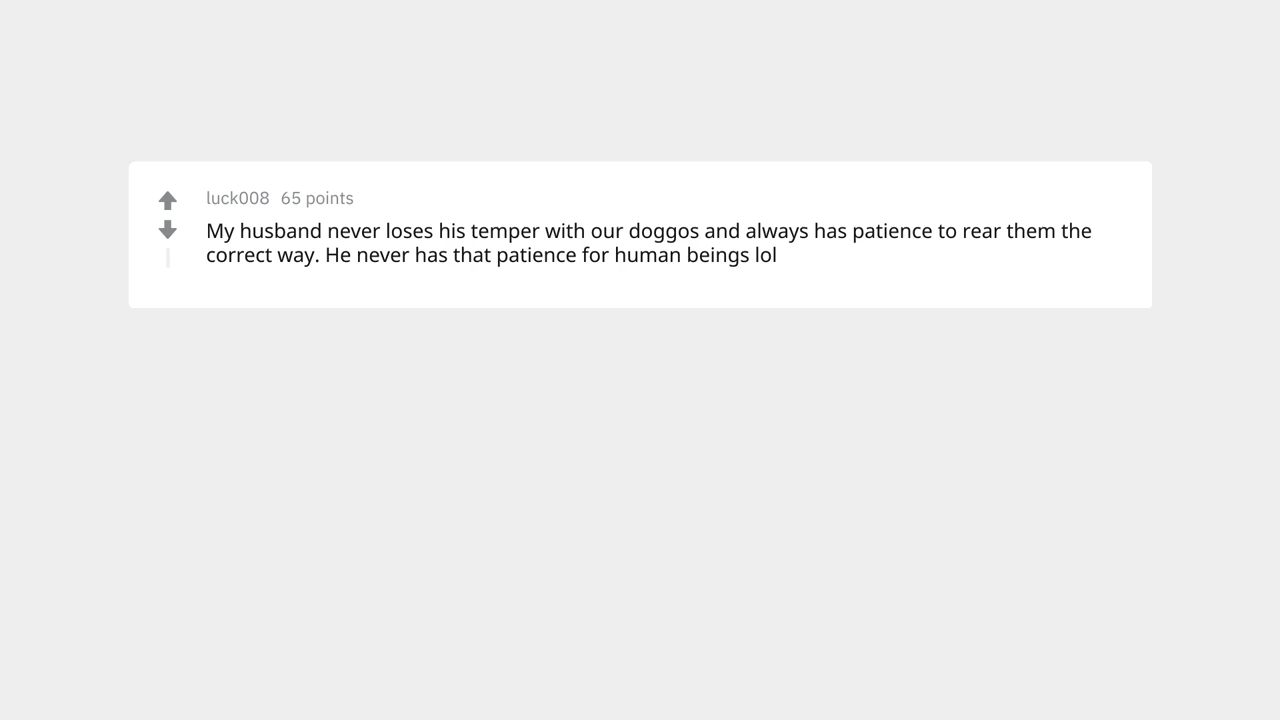 luck008 65 points
My husband never loses his temper with our doggos and always has patience to rear them the
correct way. He never has that patience for human beings lol